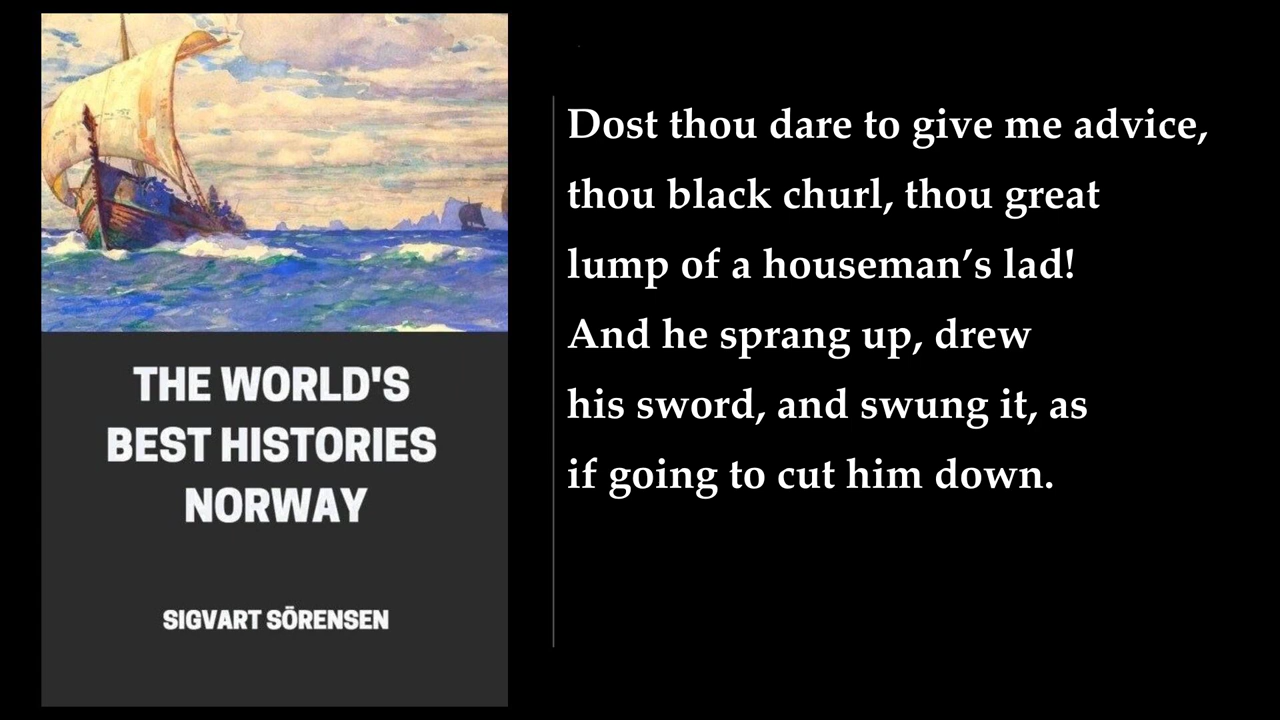 THE WORLD'S
BEST HISTORIES
NORWAY
SIGVART SÖRENSEN
Dost thou dare to give me advice,
thou black churl, thou great
lump of a houseman’s lad!
And he sprang up, drew
his sword, and swung it, as
if going to cut him down.